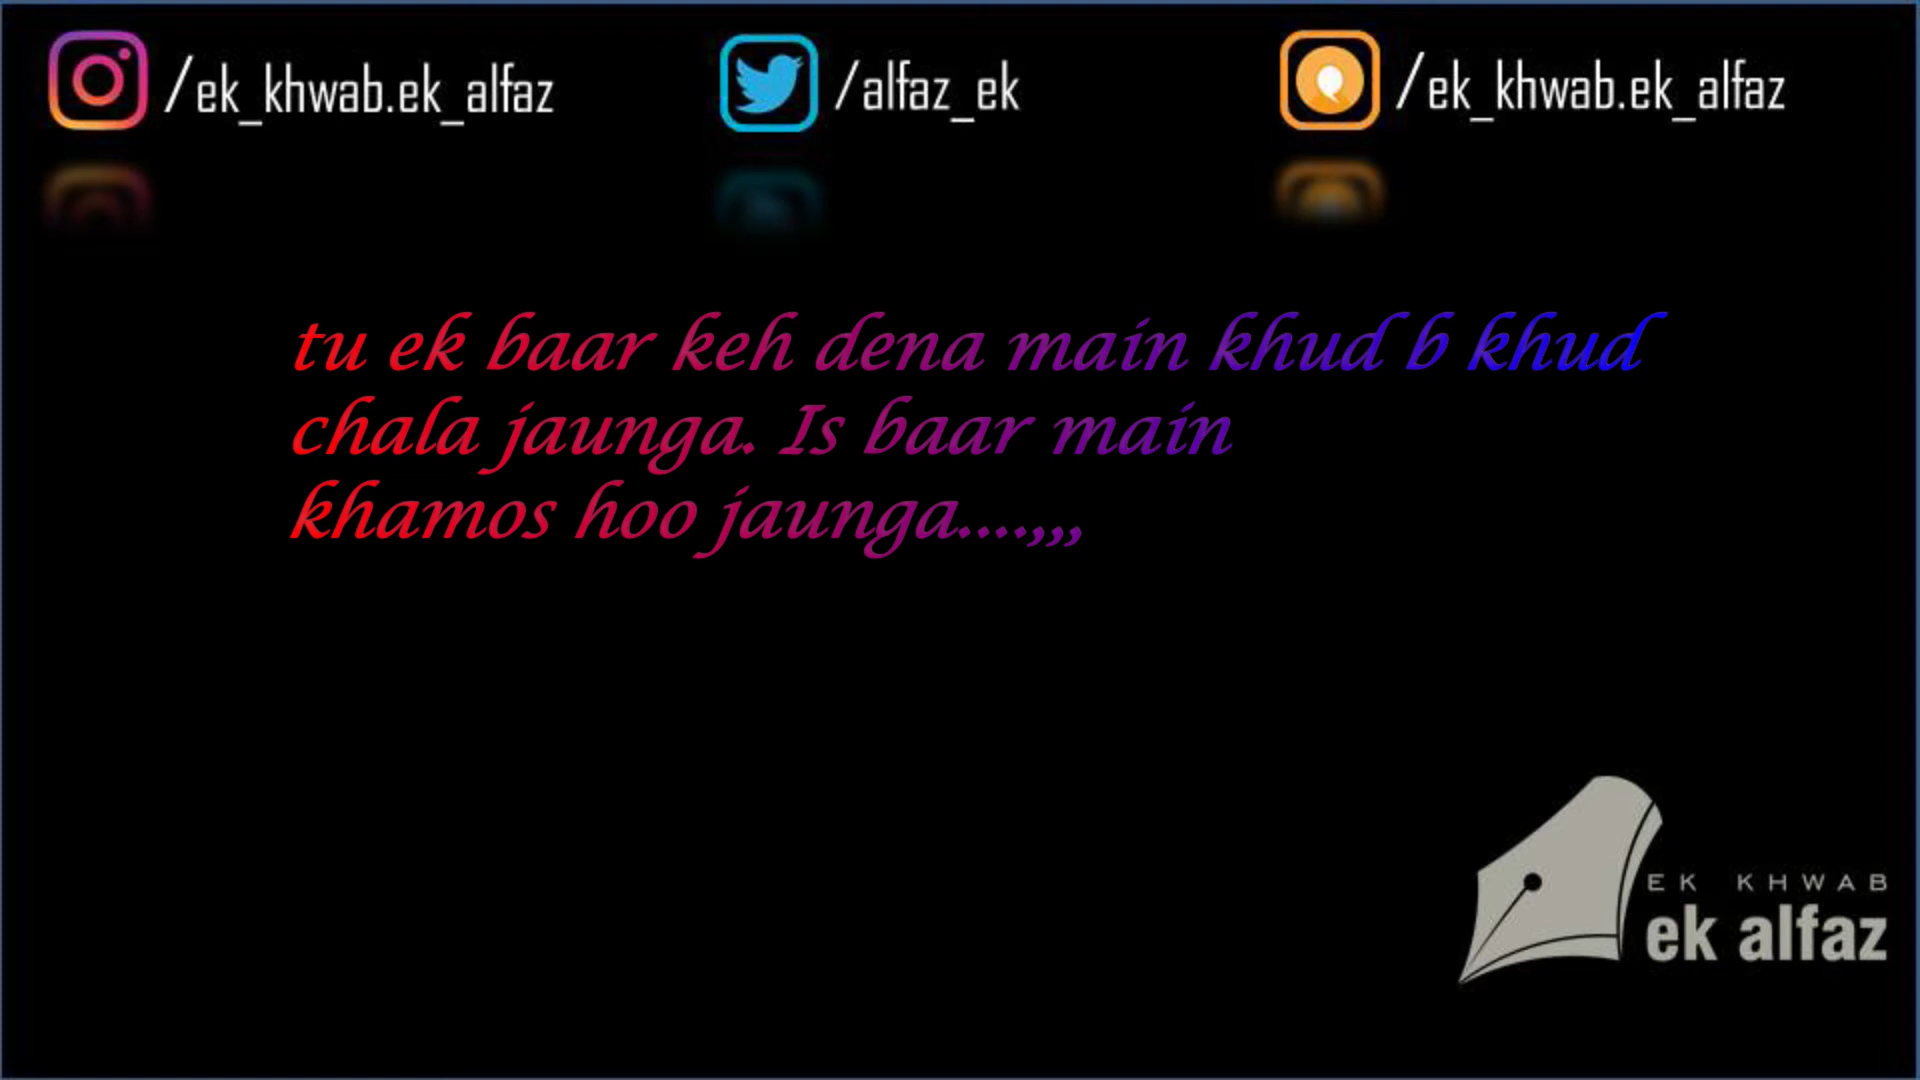 /ek_khwab.ek_alfaz
/alfaz_ek
/ek_khwab.ek_alfaz
tu ek baar keh dena main khud b khud
chala jaunga. Is baar main
khamos hoo jaunga....,,,
EK KHWAB
ek alfaz